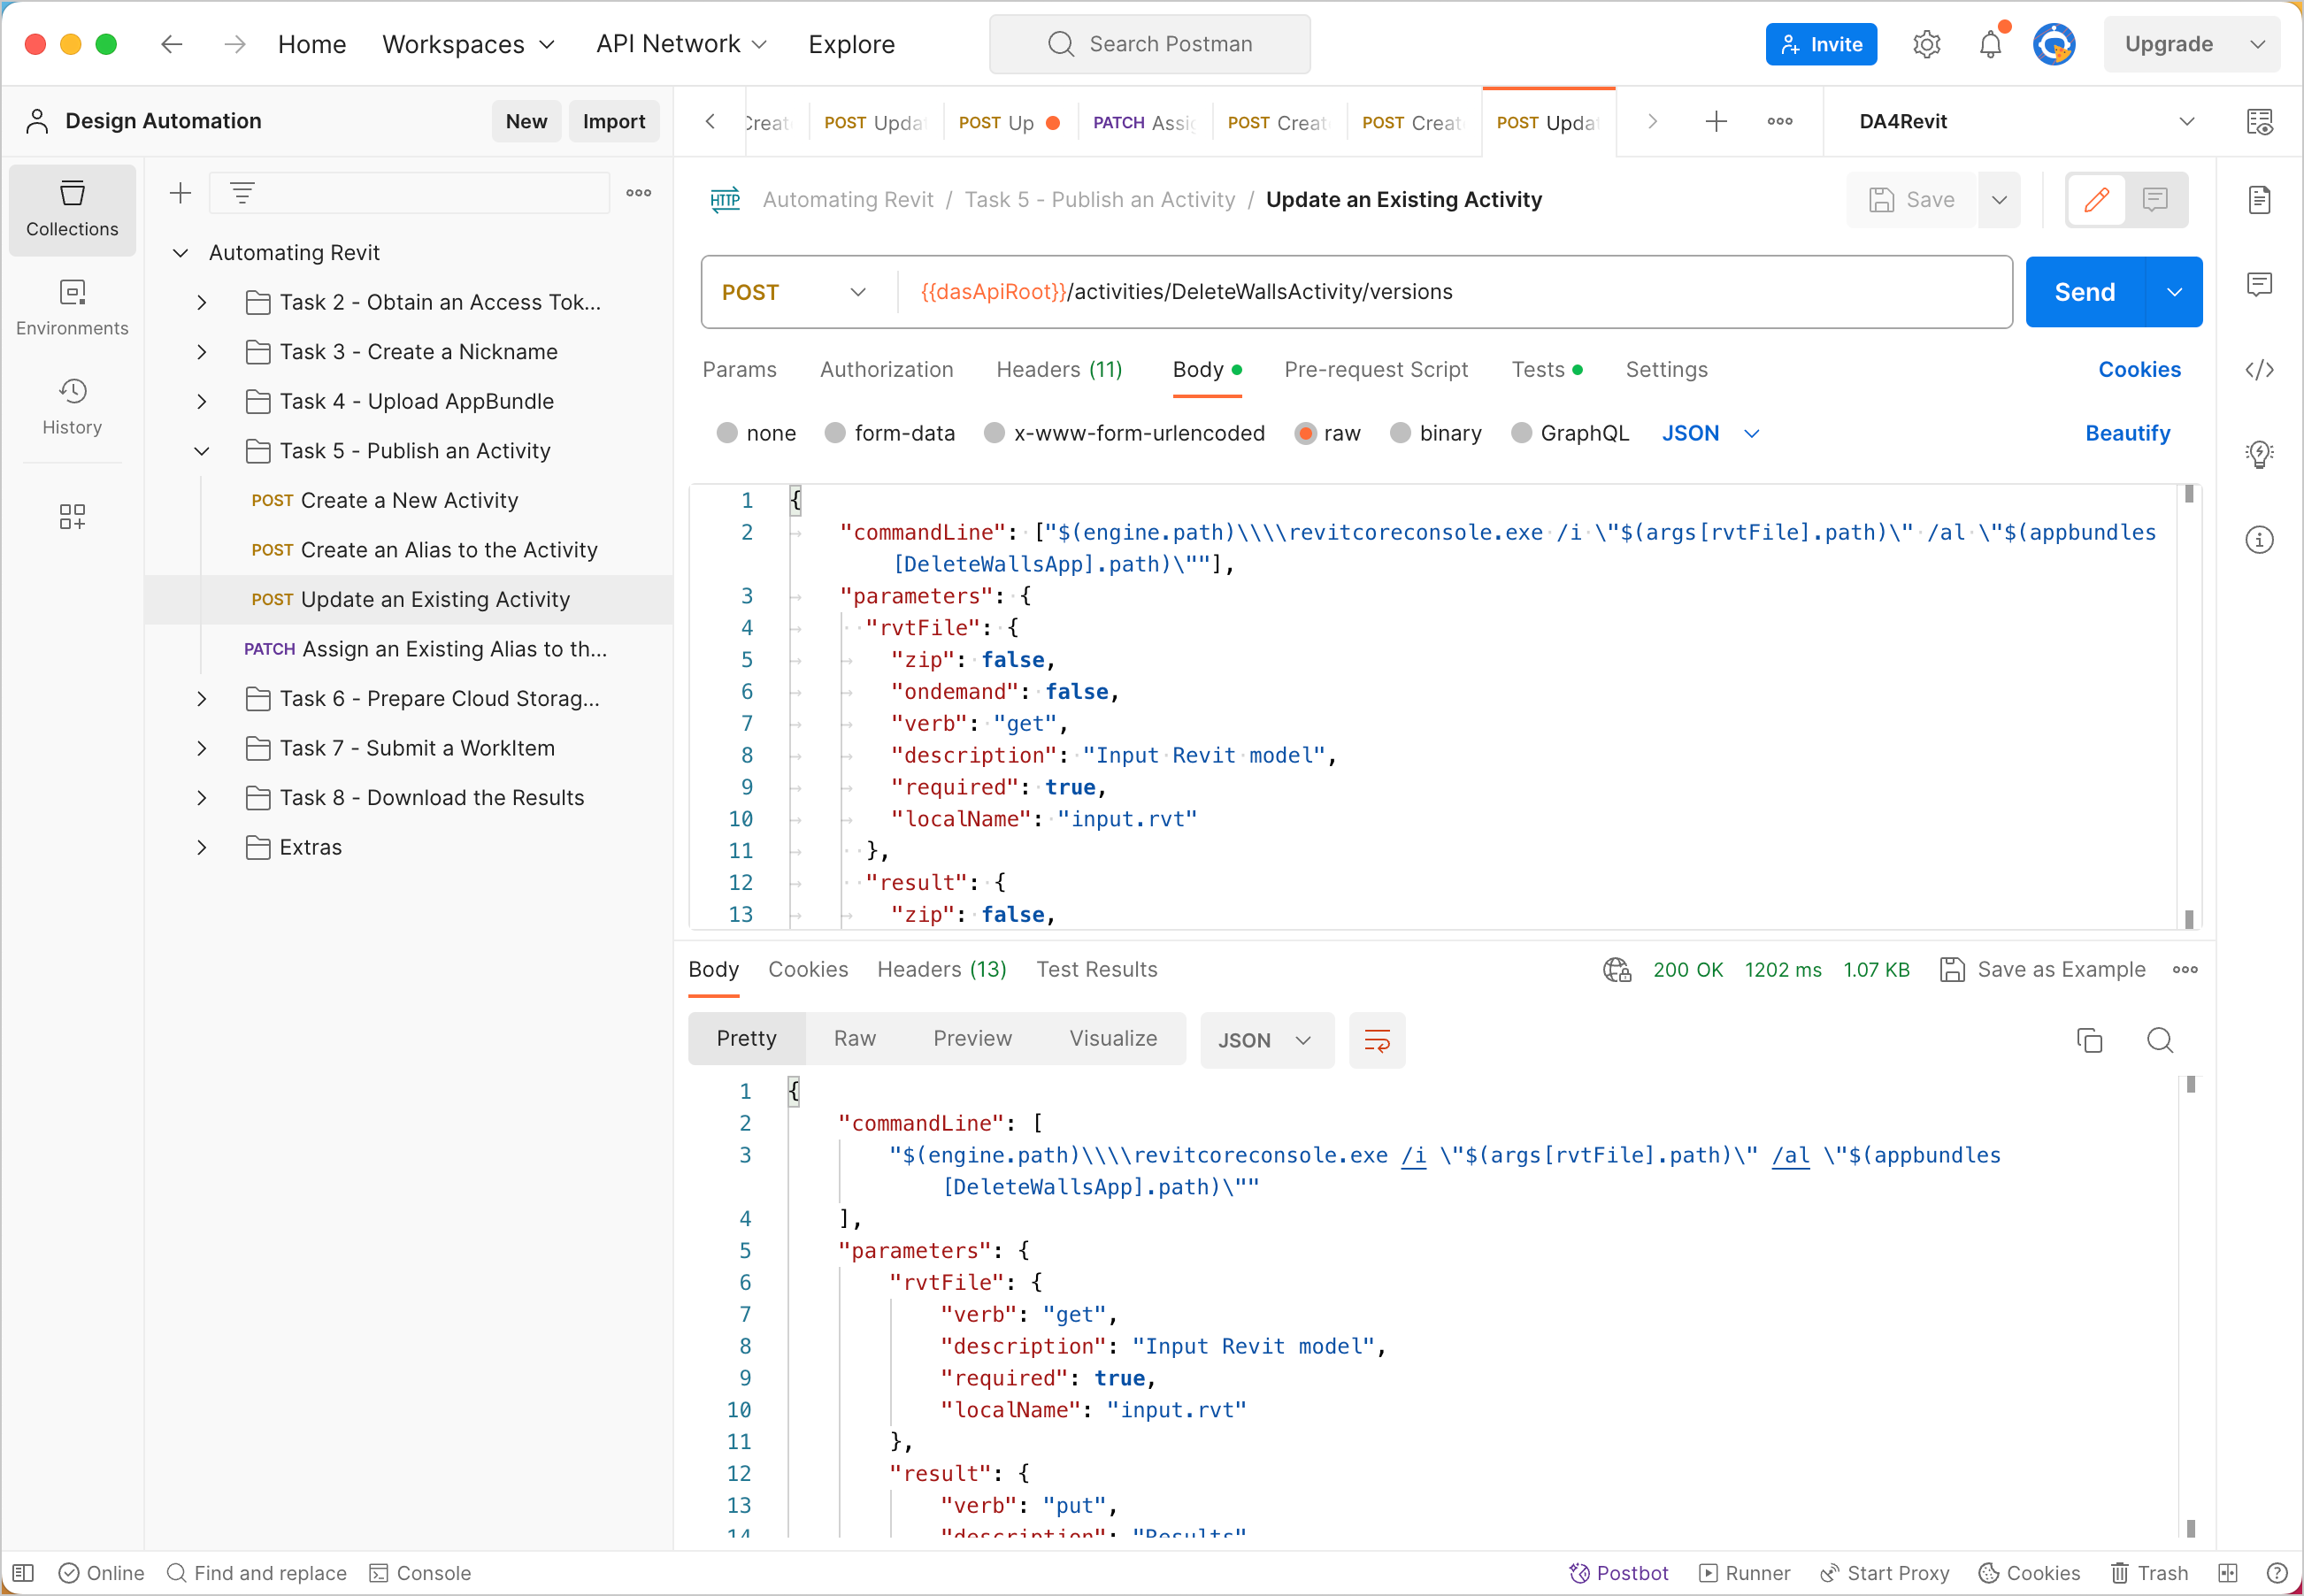 Home Workspaces API Network Explore Search Postman Invite Upgrade
Design Automation New Import
POST Upda POST Up PATCH POST Creat POST Creat POST Upda DA4Revit
Collections
Environments
History
Automating Revit
Task 2 - Obtain an Access Tok...
Task 3 - Create a Nickname
Task 4 - Upload AppBundle
Task 5 - Publish an Activity
POST Create a New Activity
POST Create an Alias to the Activity
POST Update an Existing Activity
PATCH Assign an Existing Alias to th...
Task 6 - Prepare Cloud Storag...
Task 7 - Submit a WorkItem
Task 8 - Download the Results
Extras
HTTP Automating Revit / Task 5 - Publish an Activity / Update an Existing Activity Save
POST {{dasApiRoot}}/activities/DeleteWallsActivity/versions Send
Params Authorization Headers (11) Body Pre-request Script Tests Settings Cookies
none form-data x-www-form-urlencoded raw binary GraphQL JSON Beautify
1 {
2 "commandLine": ["$(engine.path)\\\\revitcoreconsole.exe /i \"$(args[rvtFile].path)\" /al \"$(appbundles
[DeleteWallsApp].path)\""],
3 "parameters": {
4 "rvtFile": {
5 "zip": false,
6 "ondemand": false,
7 "verb": "get",
8 "description": "Input Revit model",
9 "required": true,
10 "localName": "input.rvt"
11 },
12 "result": {
13 "zip": false,
Body Cookies Headers (13) Test Results 200 OK 1202 ms 1.07 KB Save as Example
Pretty Raw Preview Visualize JSON
1 {
2 "commandLine": [
3 "$(engine.path)\\\\revitcoreconsole.exe /i \"$(args[rvtFile].path)\" /al \"$(appbundles
[DeleteWallsApp].path)\""
4 ],
5 "parameters": {
6 "rvtFile": {
7 "verb": "get",
8 "description": "Input Revit model",
9 "required": true,
10 "localName": "input.rvt"
11 },
12 "result": {
13 "verb": "put",
14 "description": "Results"
Online Find and replace Console Postbot Runner Start Proxy Cookies Trash